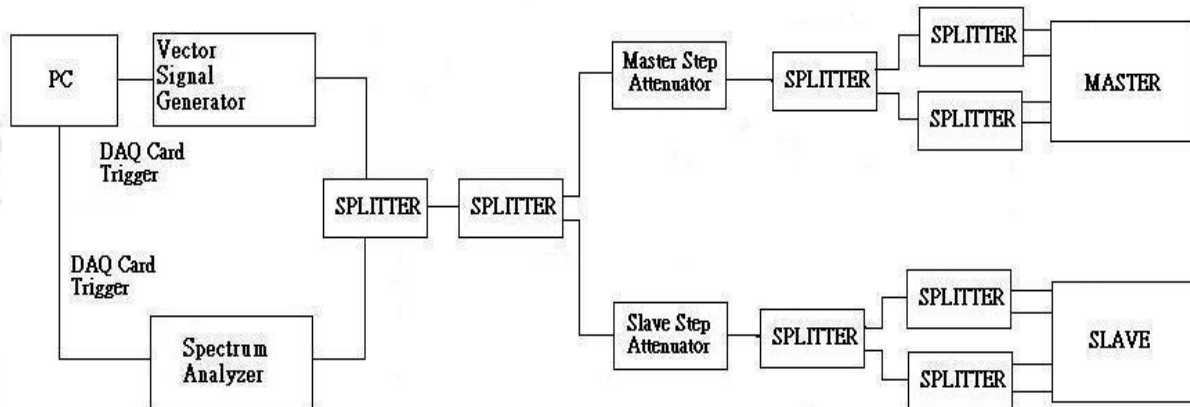 PC
Vector
Signal
Generator
DAQ Card
Trigger
DAQ Card
Trigger
Spectrum
Analyzer
SPLITTER
SPLITTER
Master Step
Attenuator
SPLITTER
SPLITTER
SPLITTER
MASTER
Slave Step
Attenuator
SPLITTER
SPLITTER
SPLITTER
SLAVE